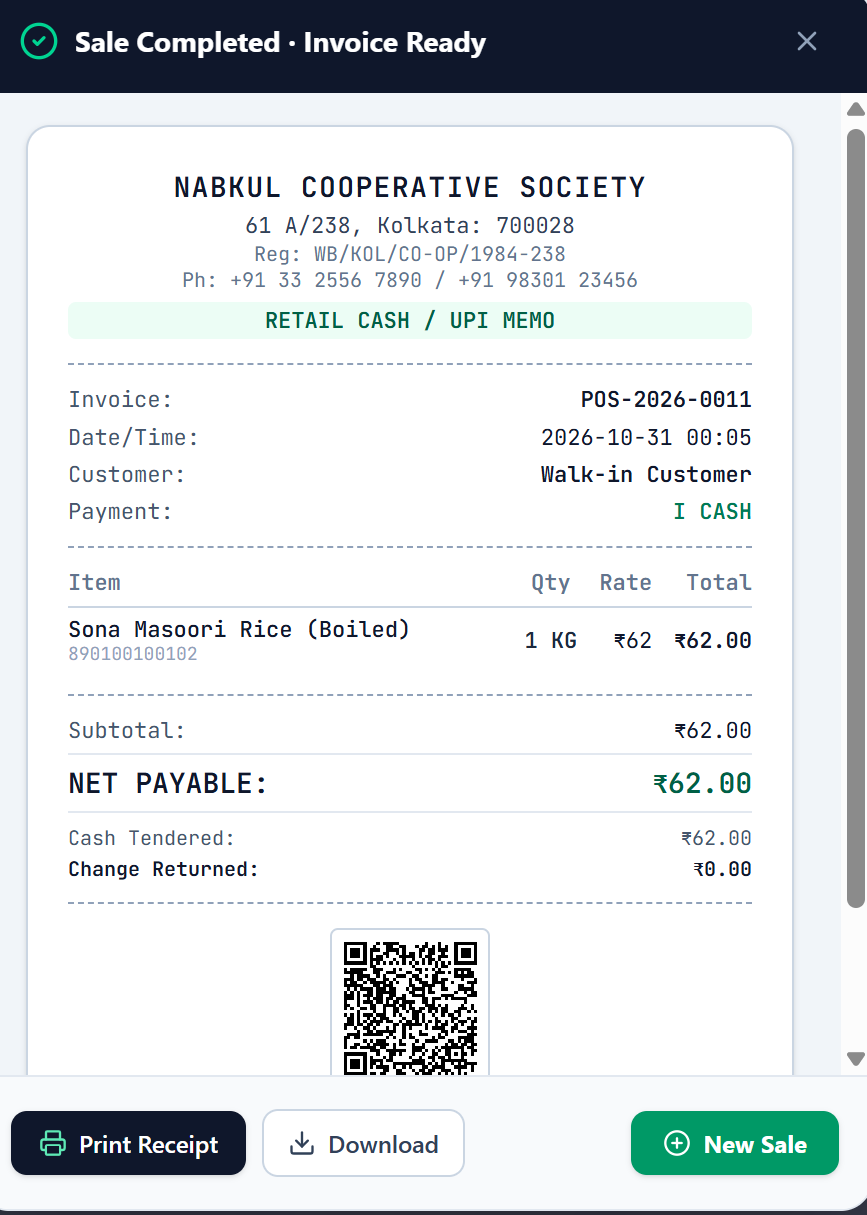 Sale Completed · Invoice Ready
NABKUL COOPERATIVE SOCIETY
61 A/238, Kolkata: 700028
Reg: WB/KOL/CO-OP/1984-238
Ph: +91 33 2556 7890 / +91 98301 23456
RETAIL CASH / UPI MEMO
Invoice: POS-2026-0011
Date/Time: 2026-10-31 00:05
Customer: Walk-in Customer
Payment: I CASH
Item Qty Rate Total
Sona Masoori Rice (Boiled) 1 KG ₹62 ₹62.00
890100100102
Subtotal: ₹62.00
NET PAYABLE: ₹62.00
Cash Tendered: ₹62.00
Change Returned: ₹0.00
Print Receipt Download New Sale